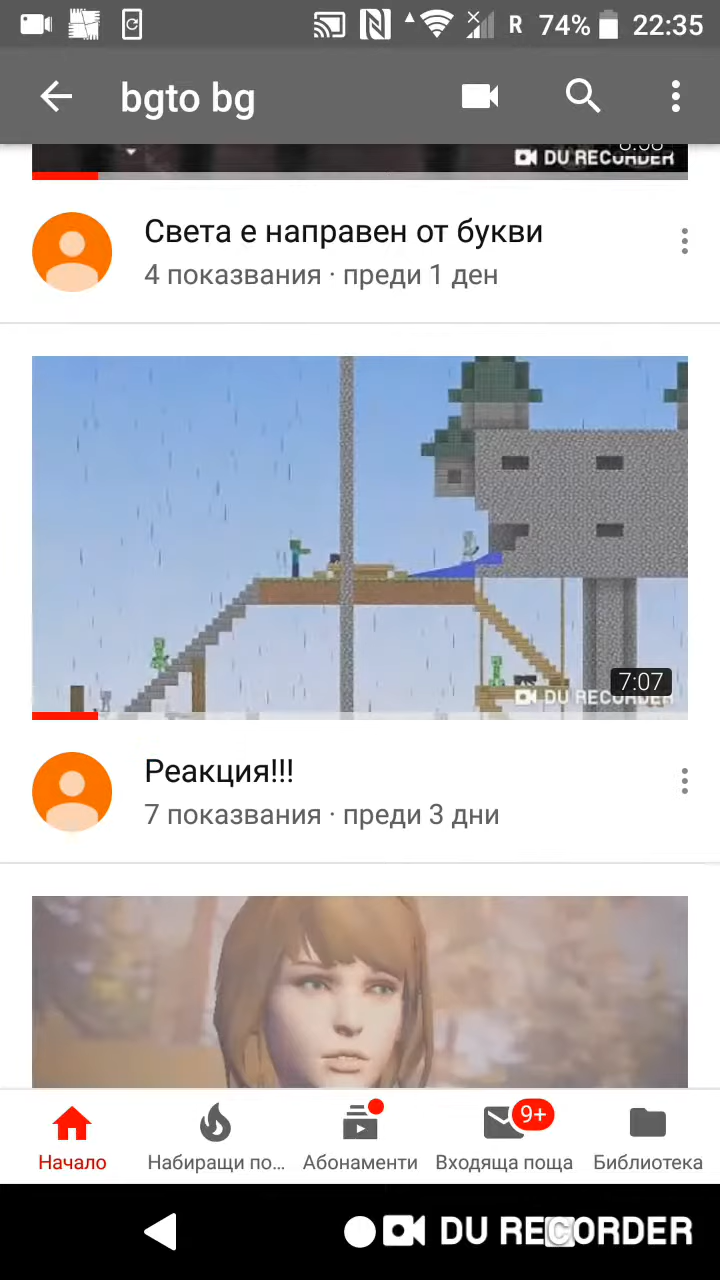 R 74% 22:35
bgto bg
DU RECORDER
Света е направен от букви
4 показвания · преди 1 ден
7:07
DU RECORDER
Реакция!!!
7 показвания · преди 3 дни
9+
Начало Набиращи по... Абонаменти Входяща поща Библиотека
DU RECORDER